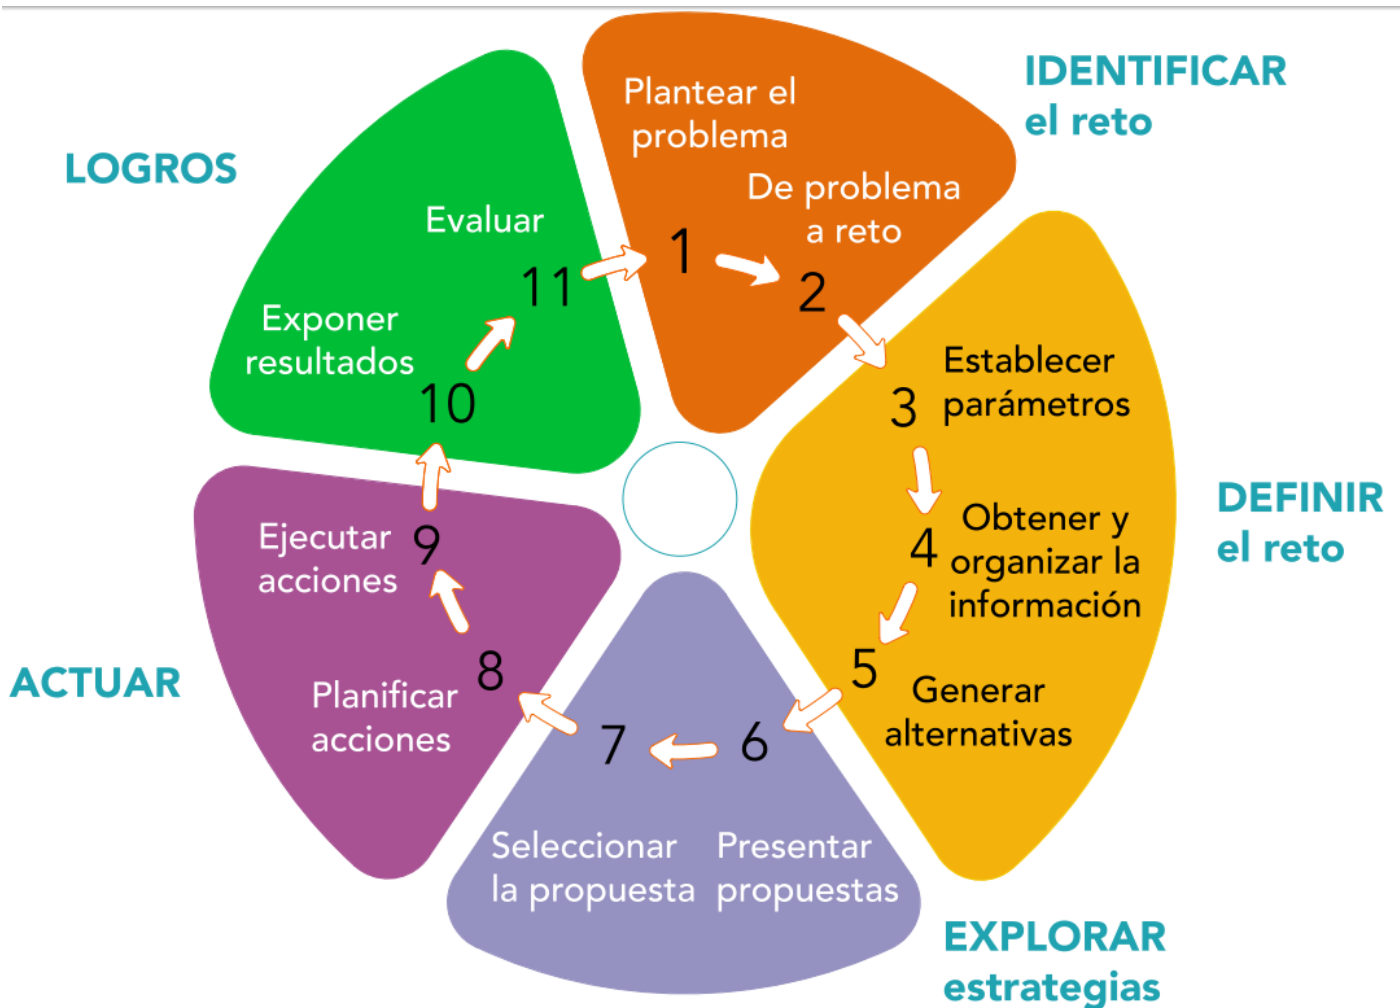 IDENTIFICAR
el reto
Plantear el
problema
De problema
a reto
1
2
DEFINIR
el reto
Establecer
parámetros
3
Obtener y
organizar la
información
4
5
Generar
alternativas
EXPLORAR
estrategias
6
Presentar
propuestas
7
Seleccionar
la propuesta
ACTUAR
8
Planificar
acciones
Ejecutar
acciones
9
LOGROS
Exponer
resultados
10
Evaluar
11